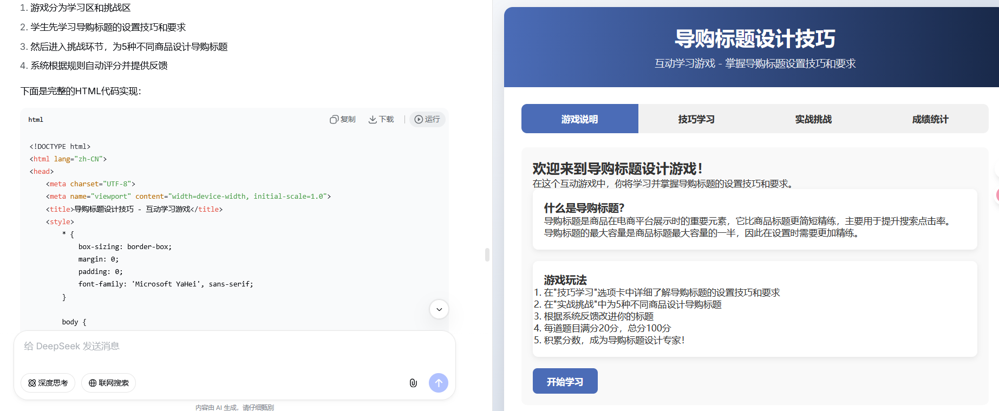 1. 游戏分为学习区和挑战区
2. 学生先学习导购标题的设置技巧和要求
3. 然后进入挑战环节，为5种不同商品设计导购标题
4. 系统根据规则自动评分并提供反馈
下面是完整的HTML代码实现：
html
复制
下载
运行
<!DOCTYPE html>
<html lang="zh-CN">
<head>
    <meta charset="UTF-8">
    <meta name="viewport" content="width=device-width, initial-scale=1.0">
    <title>导购标题设计技巧 - 互动学习游戏</title>
    <style>
        * {
            box-sizing: border-box;
            margin: 0;
            padding: 0;
            font-family: 'Microsoft YaHei', sans-serif;
        }
        body {
给 DeepSeek 发送消息
深度思考
联网搜索
内容由 AI 生成，请仔细甄别
导购标题设计技巧
互动学习游戏 - 掌握导购标题设置技巧和要求
游戏说明
技巧学习
实战挑战
成绩统计
欢迎来到导购标题设计游戏！
在这个互动游戏中，你将学习并掌握导购标题的设置技巧和要求。
什么是导购标题？
导购标题是商品在电商平台展示时的重要元素，它比商品标题更简短精练，主要用于提升搜索点击率。
导购标题的最大容量是商品标题最大容量的一半，因此在设置时需要更加精练。
游戏玩法
1. 在"技巧学习"选项卡中详细了解导购标题的设置技巧和要求
2. 在"实战挑战"中为5种不同商品设计导购标题
3. 根据系统反馈改进你的标题
4. 每道题目满分20分，总分100分
5. 积累分数，成为导购标题设计专家！
开始学习